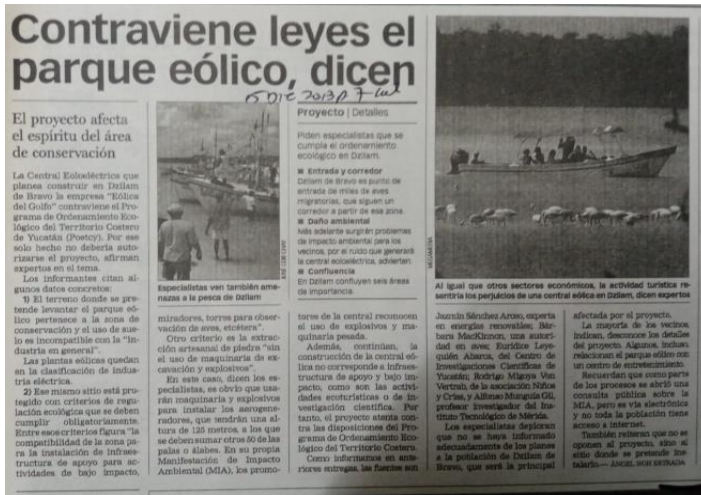 Contraviene leyes el
parque eólico, dicen
15 DIC 2013 p 7
El proyecto afecta
el espíritu del área
de conservación
La Central Eoloeléctrica que
planea construir en Dzilam
de Bravo la empresa "Eólica
del Golfo" contraviene el Pro-
grama de Ordenamiento Eco-
lógico del Territorio Costero
de Yucatán (Poetcy). Por ese
solo hecho no debería auto-
rizarse el proyecto, afirman
expertos en el tema.
Los informantes citan al-
gunos datos concretos:
1) El terreno donde se pre-
tende levantar el parque eó-
lico pertenece a la zona de
conservación y el uso de sue-
lo es incompatible con la "in-
dustria en general".
Las plantas eólicas quedan
en la clasificación de indus-
tria eléctrica.
2) Ese mismo sitio está pro-
tegido con criterios de regu-
lación ecológica que se deben
cumplir obligatoriamente.
Entre esos criterios figura "la
compatibilidad de la zona pa-
ra la instalación de infraes-
tructura de apoyo para ac-
tividades de bajo impacto,
Especialistas ven también ame-
nazas a la pesca de Dzilam
miradores, torres para obser-
vación de aves, etcétera".
Otro criterio es la extrac-
ción artesanal de piedra "sin
el uso de maquinaria de ex-
cavación y explosivos".
En este caso, dicen los es-
pecialistas, es obvio que usa-
rán maquinaria y explosivos
para instalar los aerogene-
radores, que tendrán una al-
tura de 125 metros, a los que
se deben sumar otros 50 de las
palas o álabes. En su propia
Manifestación de Impacto
Ambiental (MIA), los promo-
Proyecto | Detalles
Piden especialistas que se
cumpla el ordenamiento
ecológico en Dzilam.
■ Entrada y corredor
Dzilam de Bravo es punto de
entrada de miles de aves
migratorias, que siguen un
corredor a partir de esa zona.
■ Daño ambiental
Más adelante surgirán problemas
de impacto ambiental para los
vecinos, por el ruido que generará
la central eoloeléctrica, advierten.
■ Confluencia
En Dzilam confluyen seis áreas
de importancia.
tores de la central reconocen
el uso de explosivos y ma-
quinaria pesada.
Además, continúan, la
construcción de la central eó-
lica no corresponde a infraes-
tructura de apoyo y bajo im-
pacto, como son las activi-
dades ecoturísticas o de in-
vestigación científica. Por
tanto, el proyecto atenta con-
tra las disposiciones del Pro-
grama de Ordenamiento Eco-
lógico del Territorio Costero.
Como informamos en ante-
riores entregas, las fuentes son
MEGAMEDIA
Al igual que otros sectores económicos, la actividad turística re-
sentiría los perjuicios de una central eólica en Dzilam, dicen expertos
Jazmín Sánchez Arose, experta
en energías renovables; Bár-
bara MacKinnon, una autori-
dad en aves; Eurídice Leye-
quién Abarca, del Centro de
Investigaciones Científicas de
Yucatán; Rodrigo Migoya Von
Vertrab, de la asociación Niños
y Crías, y Alfonso Munguía Gil,
profesor investigador del Ins-
tituto Tecnológico de Mérida.
Los especialistas deploran
que no se haya informado
adecuadamente de los planes
a la población de Dzilam de
Bravo, que será la principal
afectada por el proyecto.
La mayoría de los vecinos,
indican, desconoce los detalles
del proyecto. Algunos, incluso,
relacionan el parque eólico con
un centro de entretenimiento.
Recuerdan que como parte
de los procesos se abrió una
consulta pública sobre la
MIA, pero es vía electrónica
y no toda la población tiene
acceso a internet.
También reiteran que no se
oponen al proyecto, sino al
sitio donde se pretende ins-
talarlo.— ÁNGEL NOH ESTRADA